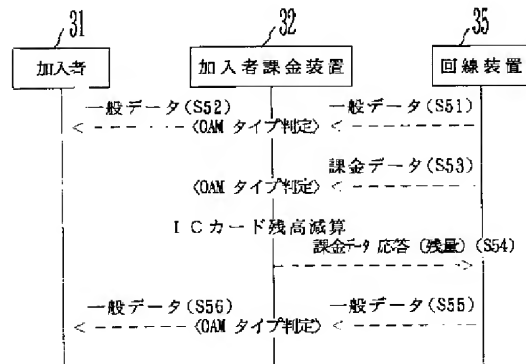 31 32 35
加入者 加入者課金装置 回線装置
一般データ(S52) 一般データ(S51)
〈OAM タイプ判定〉
課金データ(S53)
〈OAM タイプ判定〉
ICカード残高減算
課金データ 応答 (残量) (S54)
一般データ(S56) 一般データ(S55)
〈OAM タイプ判定〉